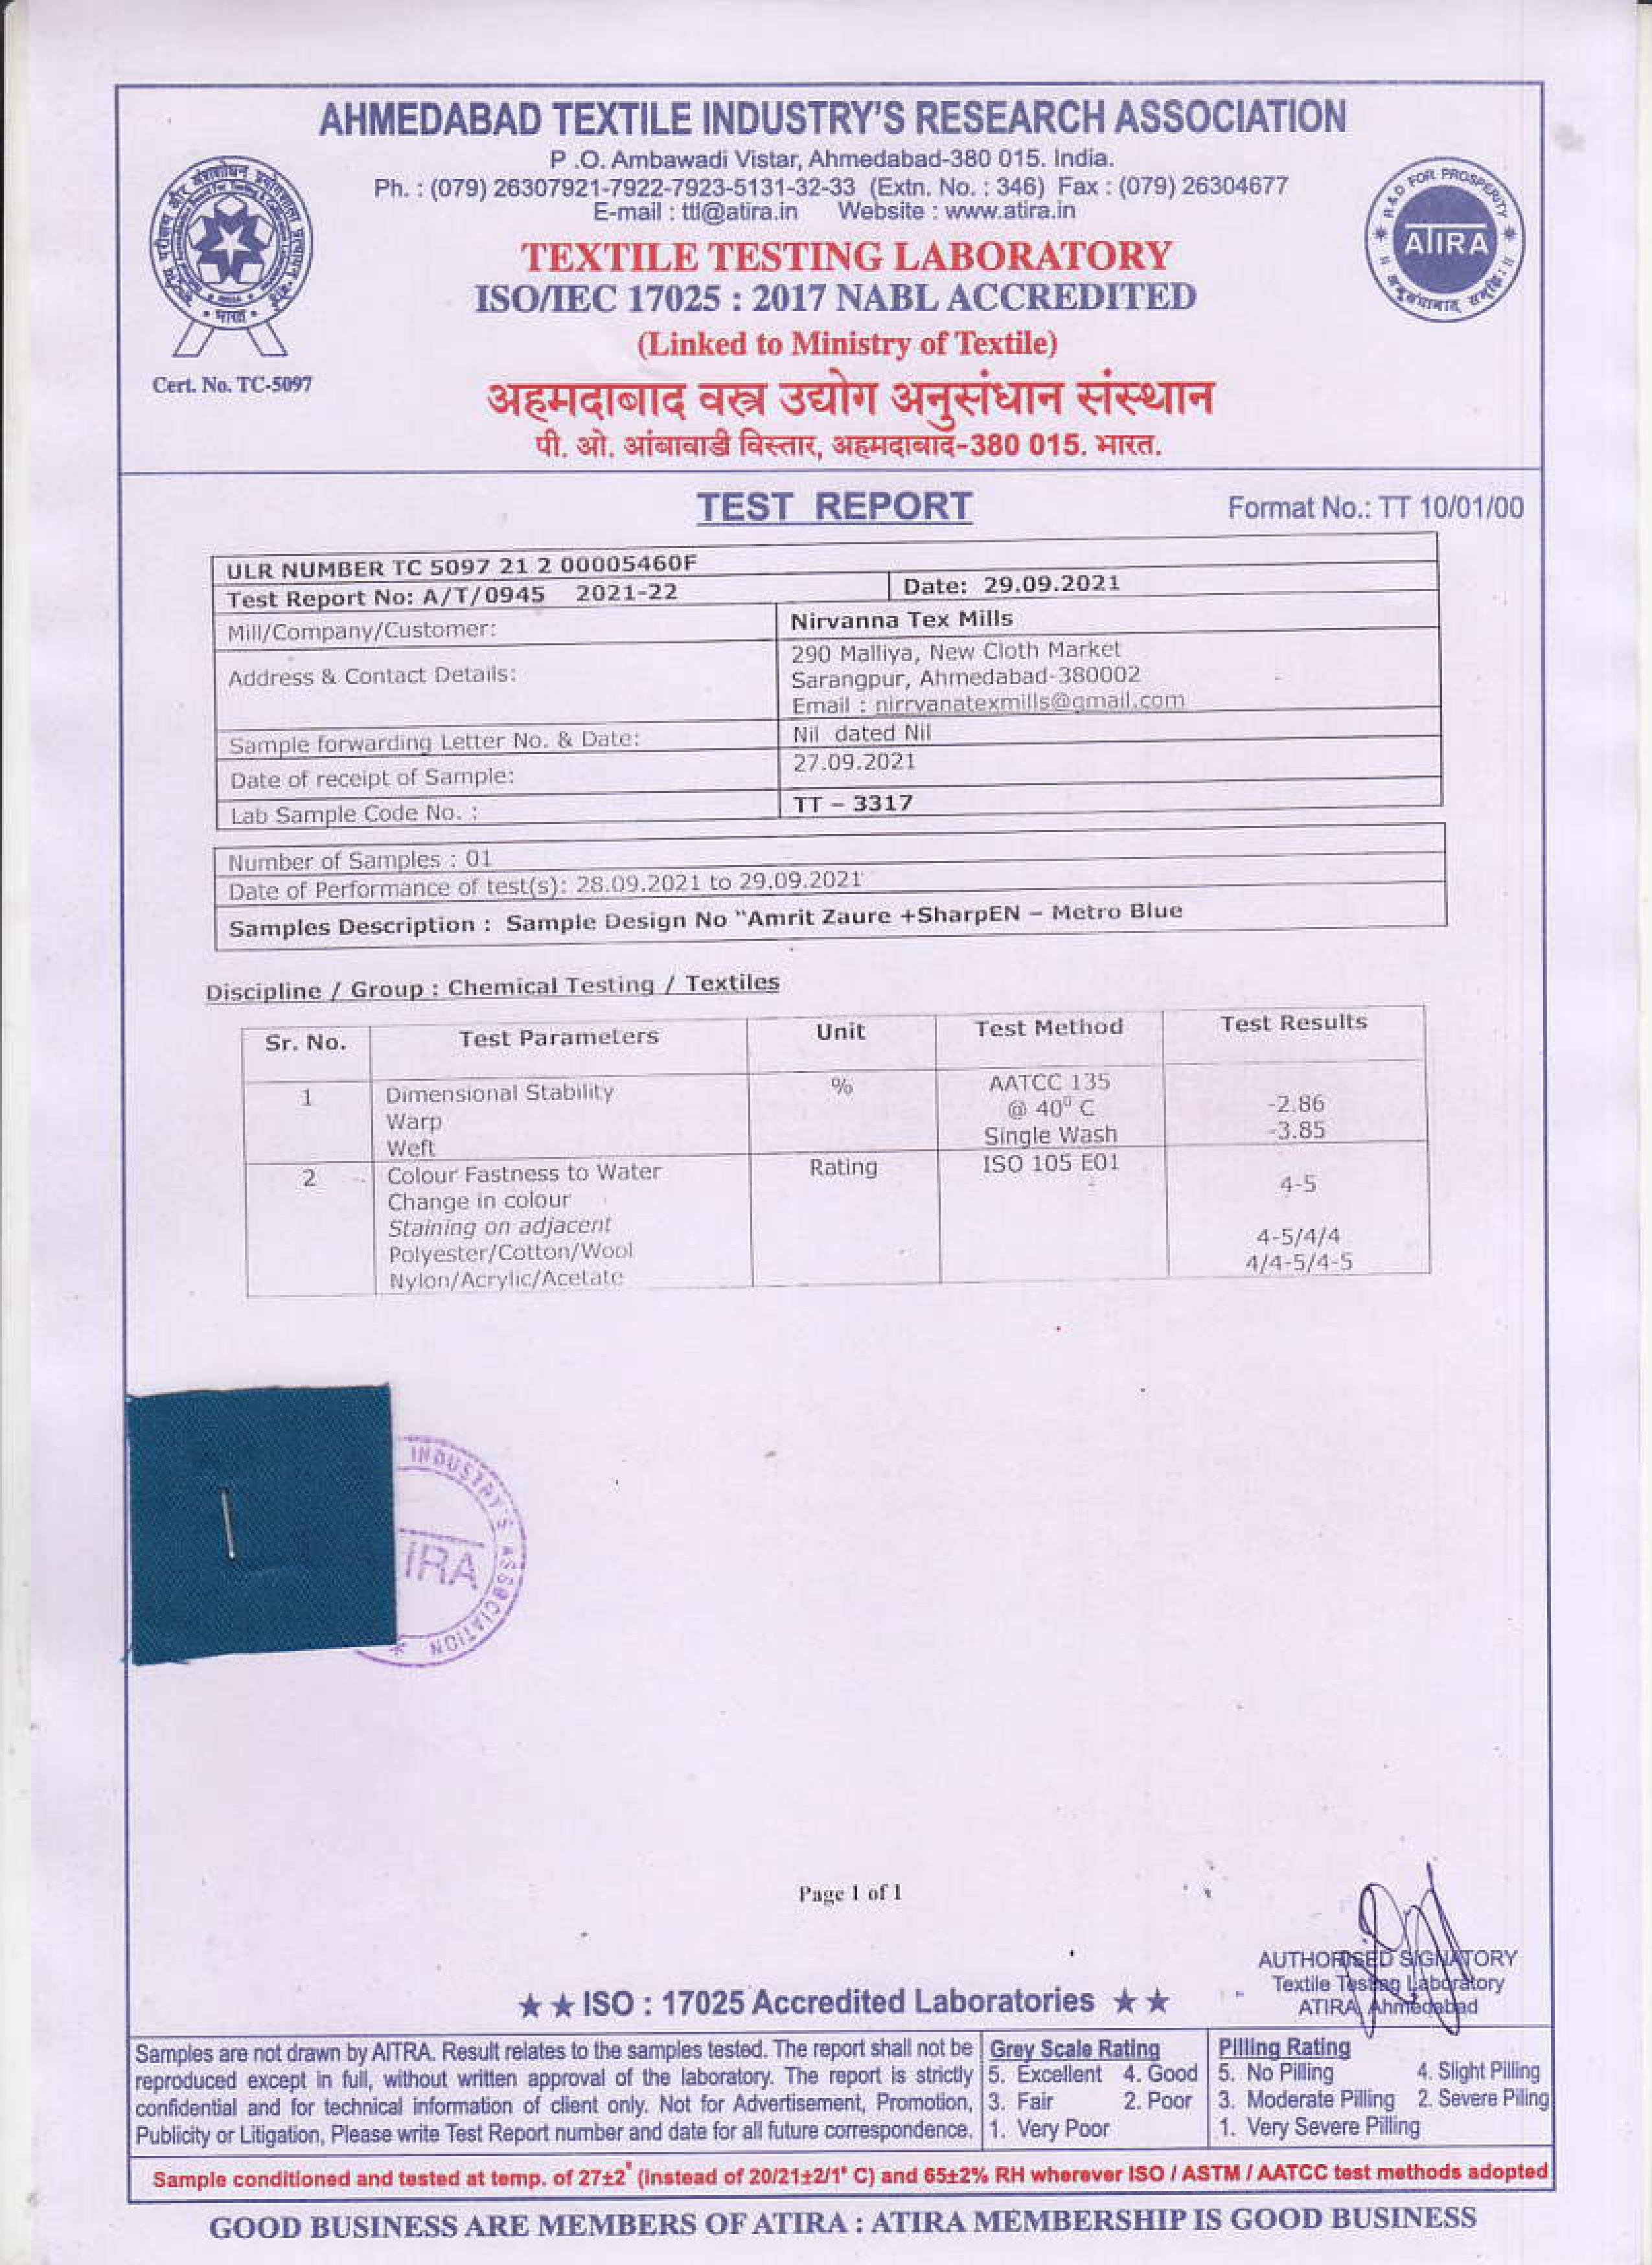 AHMEDABAD TEXTILE INDUSTRY'S RESEARCH ASSOCIATION
P .O. Ambawadi Vistar, Ahmedabad-380 015. India.
Ph. : (079) 26307921-7922-7923-5131-32-33 (Extn. No. : 346) Fax : (079) 26304677
E-mail : ttl@atira.in Website : www.atira.in
TEXTILE TESTING LABORATORY
ISO/IEC 17025 : 2017 NABL ACCREDITED
(Linked to Ministry of Textile)
अहमदाबाद वस्त्र उद्योग अनुसंधान संस्थान
पी. ओ. आंबावाडी विस्तार, अहमदाबाद-380 015. भारत.
भारत
Cert. No. TC-5097
R & D FOR PROSPERITY
ATIRA
TEST REPORT
Format No.: TT 10/01/00
ULR NUMBER TC 5097 21 2 00005460F
Test Report No: A/T/0945 2021-22 Date: 29.09.2021
Mill/Company/Customer: Nirvanna Tex Mills
Address & Contact Details: 290 Malliya, New Cloth Market
Sarangpur, Ahmedabad-380002
Email : nirrvanatexmills@gmail.com
Sample forwarding Letter No. & Date: Nil dated Nil
Date of receipt of Sample: 27.09.2021
Lab Sample Code No. : TT – 3317
Number of Samples : 01
Date of Performance of test(s): 28.09.2021 to 29.09.2021
Samples Description : Sample Design No "Amrit Zaure +SharpEN – Metro Blue
Discipline / Group : Chemical Testing / Textiles
Sr. No. Test Parameters Unit Test Method Test Results
1 Dimensional Stability % AATCC 135
Warp @ 40⁰ C -2.86
Weft Single Wash -3.85
2 Colour Fastness to Water Rating ISO 105 E01
Change in colour 4-5
Staining on adjacent
Polyester/Cotton/Wool 4-5/4/4
Nylon/Acrylic/Acetate 4/4-5/4-5
INDUSTRY'S ASSOCIATION
IRA
Page 1 of 1
AUTHORISED SIGNATORY
Textile Testing Laboratory
ATIRA, Ahmedabad
★ ★ ISO : 17025 Accredited Laboratories ★ ★
Samples are not drawn by AITRA. Result relates to the samples tested. The report shall not be
reproduced except in full, without written approval of the laboratory. The report is strictly
confidential and for technical information of client only. Not for Advertisement, Promotion,
Publicity or Litigation, Please write Test Report number and date for all future correspondence.
Grey Scale Rating
5. Excellent 4. Good
3. Fair 2. Poor
1. Very Poor
Pilling Rating
5. No Pilling 4. Slight Pilling
3. Moderate Pilling 2. Severe Piling
1. Very Severe Pilling
Sample conditioned and tested at temp. of 27±2° (instead of 20/21±2/1° C) and 65±2% RH wherever ISO / ASTM / AATCC test methods adopted
GOOD BUSINESS ARE MEMBERS OF ATIRA : ATIRA MEMBERSHIP IS GOOD BUSINESS